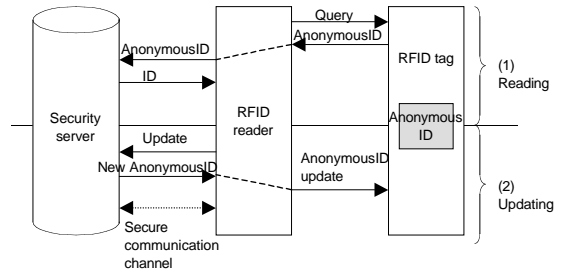 Query
AnonymousID
AnonymousID
RFID tag
(1)
Reading
ID
Security
server
RFID
reader
Anonymous
ID
Update
New AnonymousID
AnonymousID
update
(2)
Updating
Secure
communication
channel